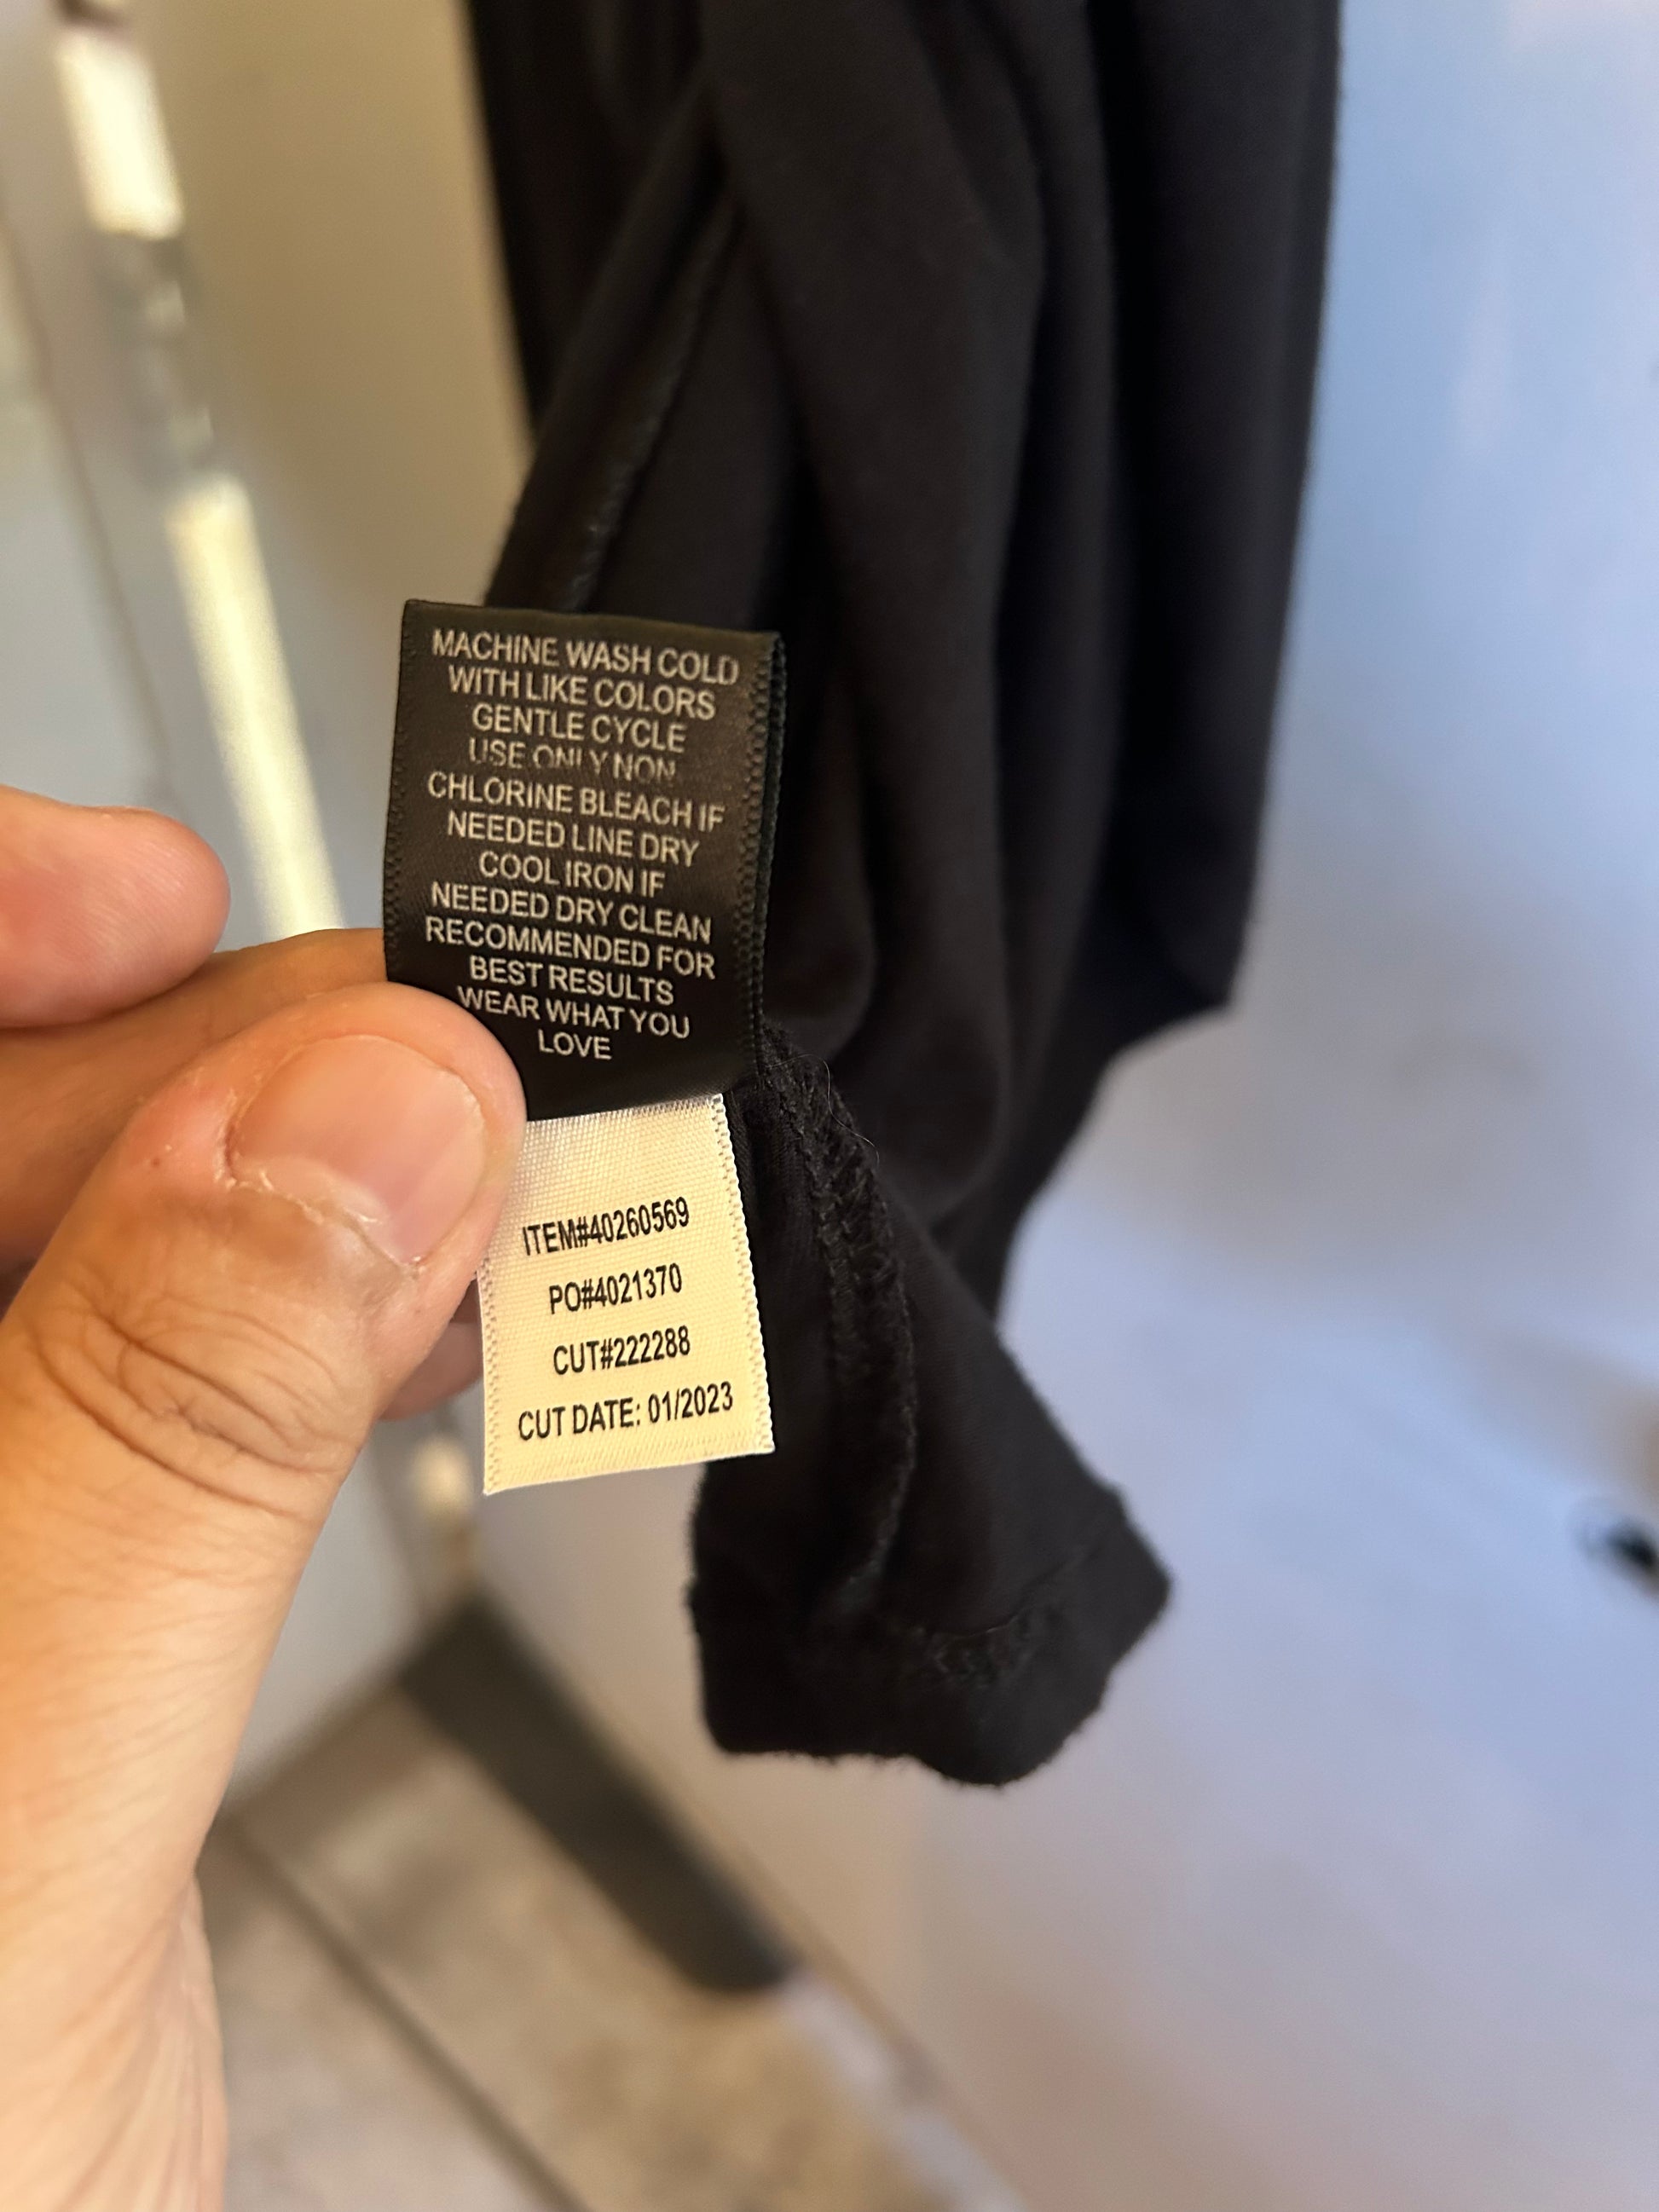 MACHINE WASH COLD
WITH LIKE COLORS
GENTLE CYCLE
USE ONLY NON
CHLORINE BLEACH IF
NEEDED LINE DRY
COOL IRON IF
NEEDED DRY CLEAN
RECOMMENDED FOR
BEST RESULTS
WEAR WHAT YOU
LOVE
ITEM#40260569
PO#4021370
CUT#222288
CUT DATE: 01/2023